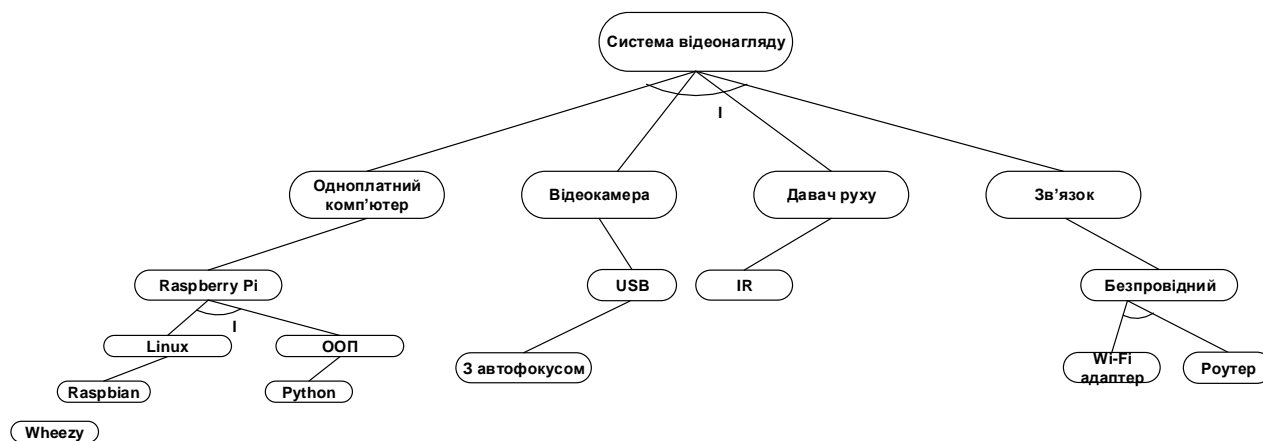 Система відеонагляду
І
Одноплатний
комп'ютер
Відеокамера
Давач руху
Зв'язок
Raspberry Pi
USB
IR
Безпровідний
І
Linux
ООП
З автофокусом
Wi-Fi
адаптер
Роутер
Raspbian
Python
Wheezy